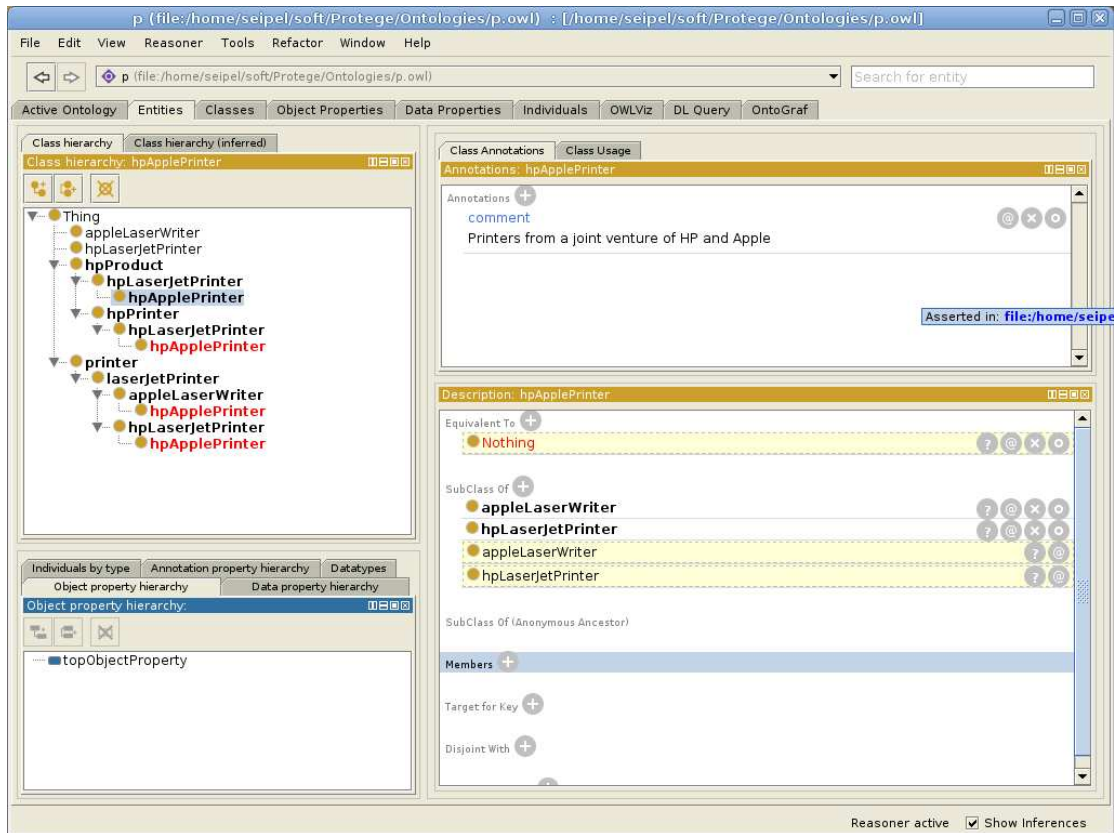 p (file:/home/seipel/soft/Protege/Ontologies/p.owl) : [/home/seipel/soft/Protege/Ontologies/p.owl]
File Edit View Reasoner Tools Refactor Window Help
p (file:/home/seipel/soft/Protege/Ontologies/p.owl)
Search for entity
Active Ontology Entities Classes Object Properties Data Properties Individuals OWLViz DL Query OntoGraf
Class hierarchy Class hierarchy (inferred)
Class hierarchy: hpApplePrinter
Thing
appleLaserWriter
hpLaserJetPrinter
hpProduct
hpLaserJetPrinter
hpApplePrinter
hpPrinter
hpLaserJetPrinter
hpApplePrinter
printer
laserJetPrinter
appleLaserWriter
hpApplePrinter
hpLaserJetPrinter
hpApplePrinter
Individuals by type Annotation property hierarchy Datatypes
Object property hierarchy Data property hierarchy
Object property hierarchy:
topObjectProperty
Class Annotations Class Usage
Annotations: hpApplePrinter
Annotations
comment
Printers from a joint venture of HP and Apple
Asserted in: file:/home/seipe
Description: hpApplePrinter
Equivalent To
Nothing
SubClass Of
appleLaserWriter
hpLaserJetPrinter
appleLaserWriter
hpLaserJetPrinter
SubClass Of (Anonymous Ancestor)
Members
Target for Key
Disjoint With
Reasoner active Show Inferences